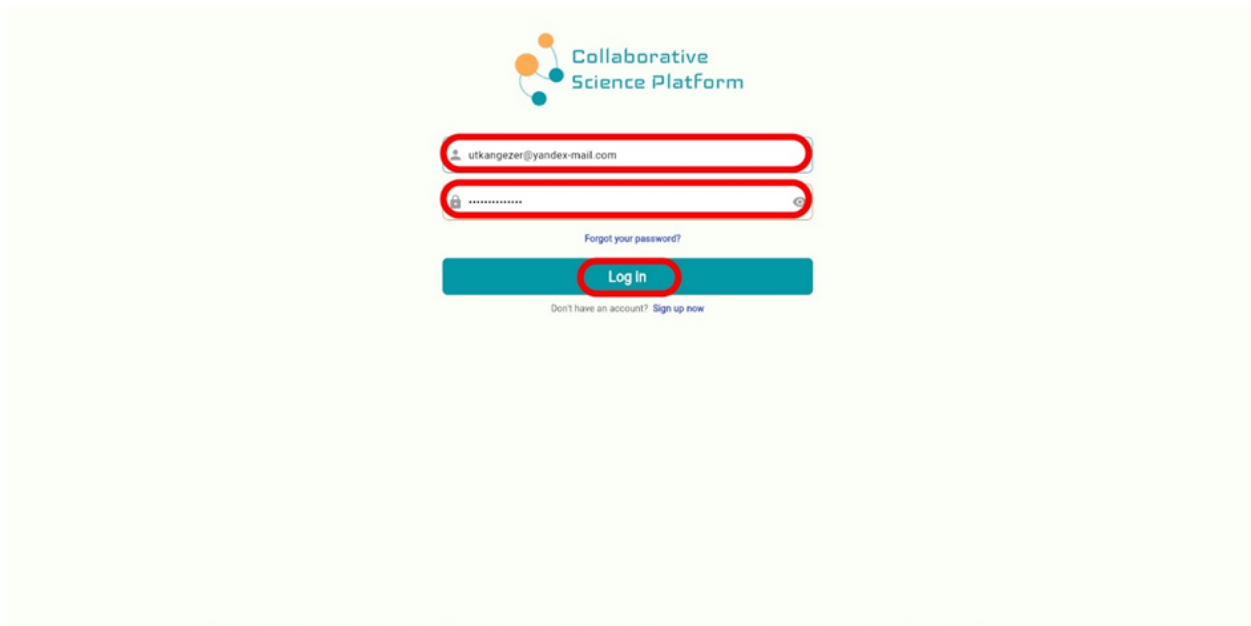 Collaborative
Science Platform
utkangezer@yandex-mail.com
••••••••••••••
Forgot your password?
Log In
Don't have an account? Sign up now